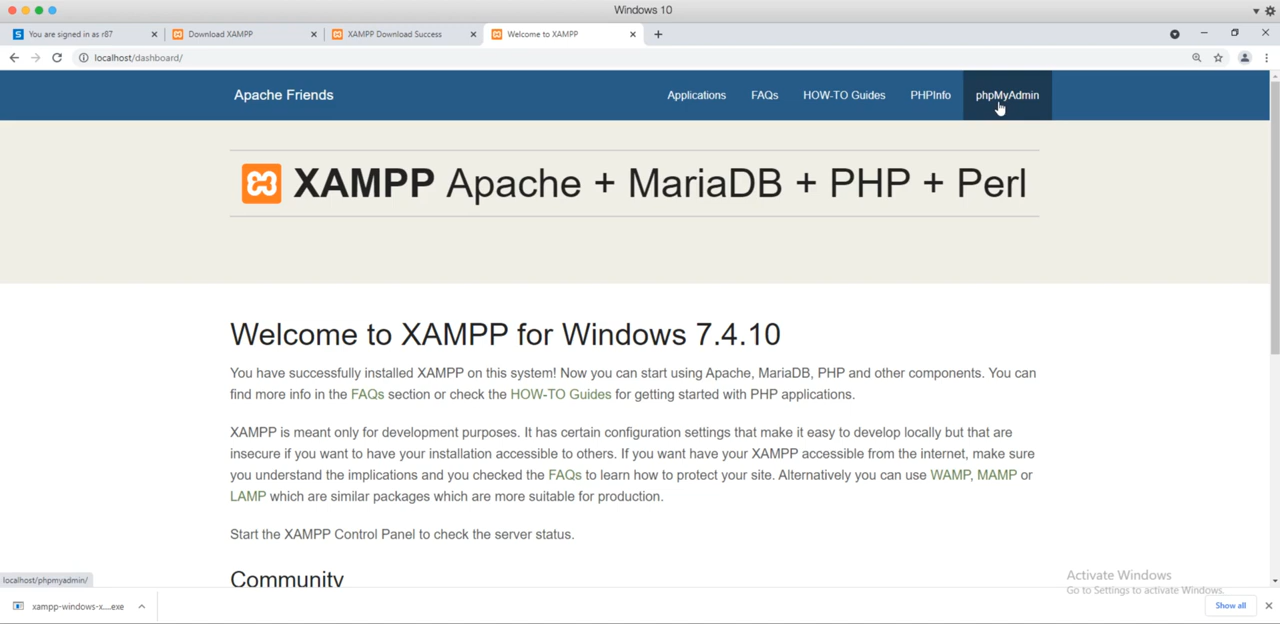 Windows 10
You are signed in as r87
Download XAMPP
XAMPP Download Success
Welcome to XAMPP
localhost/dashboard/
Apache Friends
Applications
FAQs
HOW-TO Guides
PHPInfo
phpMyAdmin
XAMPP Apache + MariaDB + PHP + Perl
Welcome to XAMPP for Windows 7.4.10
You have successfully installed XAMPP on this system! Now you can start using Apache, MariaDB, PHP and other components. You can
find more info in the FAQs section or check the HOW-TO Guides for getting started with PHP applications.
XAMPP is meant only for development purposes. It has certain configuration settings that make it easy to develop locally but that are
insecure if you want to have your installation accessible to others. If you want have your XAMPP accessible from the internet, make sure
you understand the implications and you checked the FAQs to learn how to protect your site. Alternatively you can use WAMP, MAMP or
LAMP which are similar packages which are more suitable for production.
Start the XAMPP Control Panel to check the server status.
Community
localhost/phpmyadmin/
Activate Windows
Go to Settings to activate Windows.
xampp-windows-x....exe
Show all